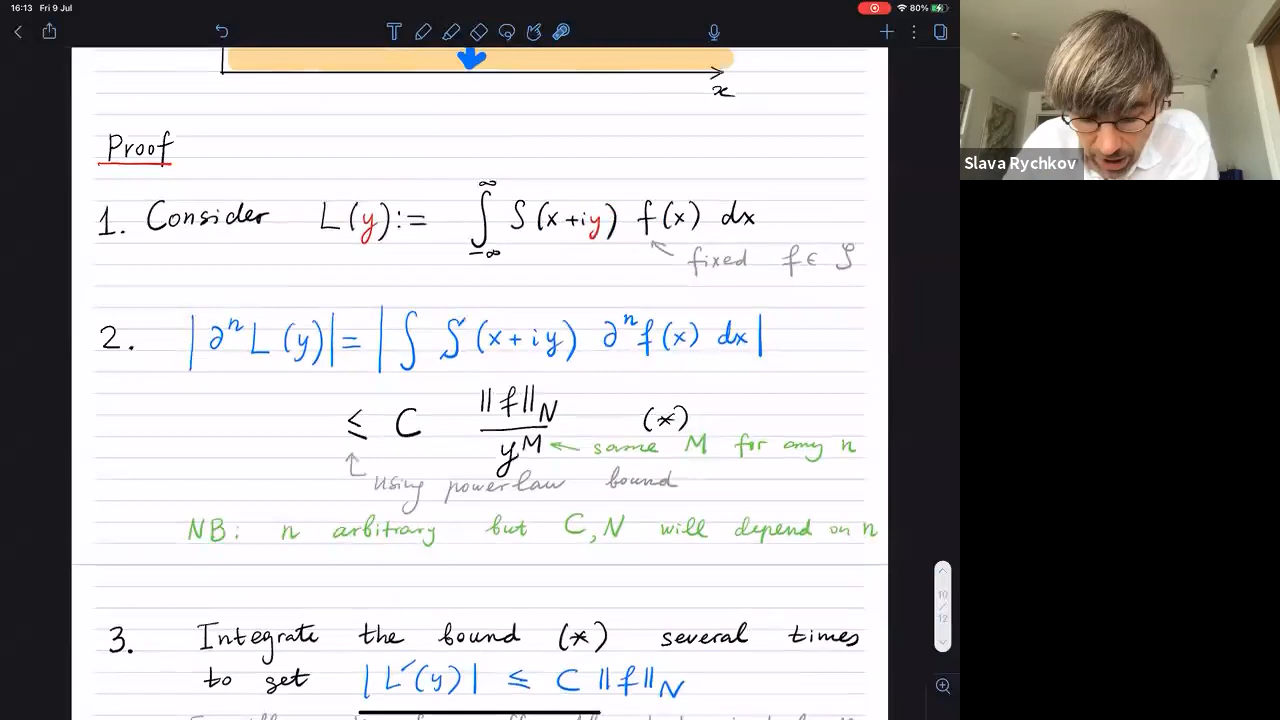 16:13 Fri 9 Jul
80%
x
Proof
1. Consider L(y) := ∫_{-∞}^{∞} S(x+iy) f(x) dx
fixed f ∈ S
2. |∂ⁿ L(y)| = |∫ S(x+iy) ∂ⁿf(x) dx|
≤ C ‖f‖_N / y^M (*)
same M for any n
using powerlaw bound
NB: n arbitrary but C, N will depend on n
3. Integrate the bound (*) several times
to get |L'(y)| ≤ C ‖f‖_N
10 / 12
Slava Rychkov